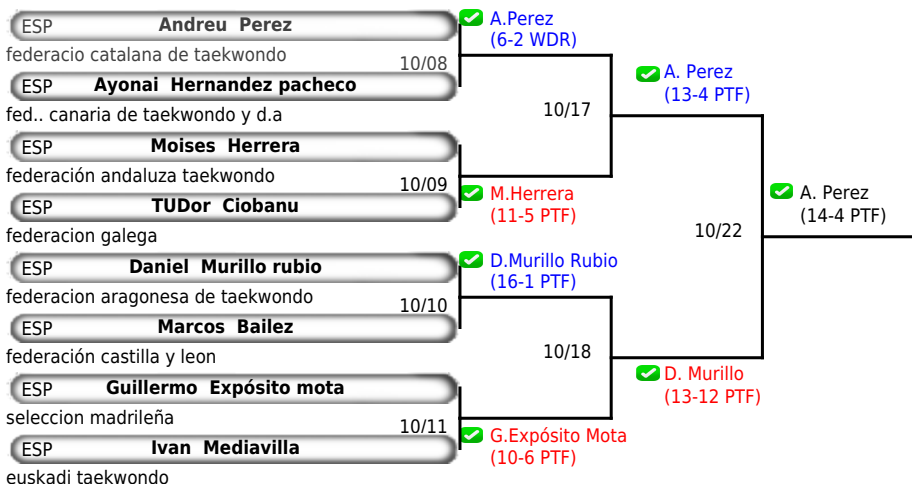 ESP Andreu Perez
federacio catalana de taekwondo
10/08
ESP Ayonai Hernandez pacheco
fed.. canaria de taekwondo y d.a
ESP Moises Herrera
federación andaluza taekwondo
10/09
ESP TUDor Ciobanu
federacion galega
ESP Daniel Murillo rubio
federacion aragonesa de taekwondo
10/10
ESP Marcos Bailez
federación castilla y leon
ESP Guillermo Expósito mota
seleccion madrileña
10/11
ESP Ivan Mediavilla
euskadi taekwondo
A.Perez
(6-2 WDR)
10/17
M.Herrera
(11-5 PTF)
D.Murillo Rubio
(16-1 PTF)
10/18
G.Expósito Mota
(10-6 PTF)
A. Perez
(13-4 PTF)
10/22
D. Murillo
(13-12 PTF)
A. Perez
(14-4 PTF)